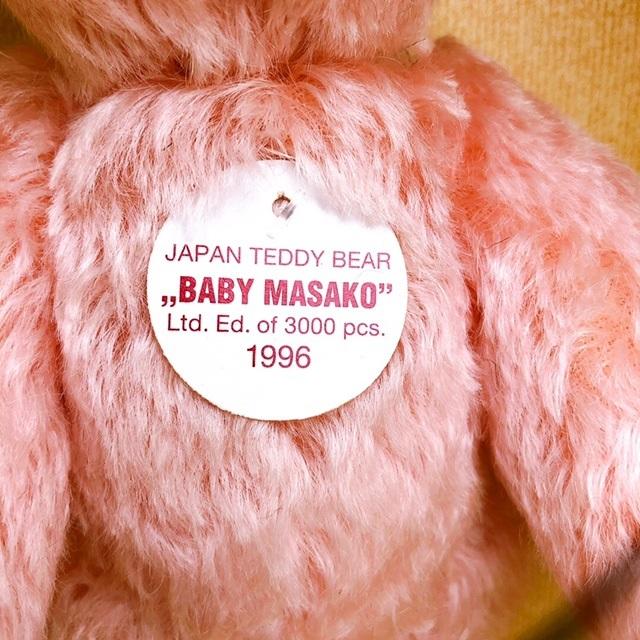 JAPAN TEDDY BEAR
„BABY MASAKO”
Ltd. Ed. of 3000 pcs.
1996